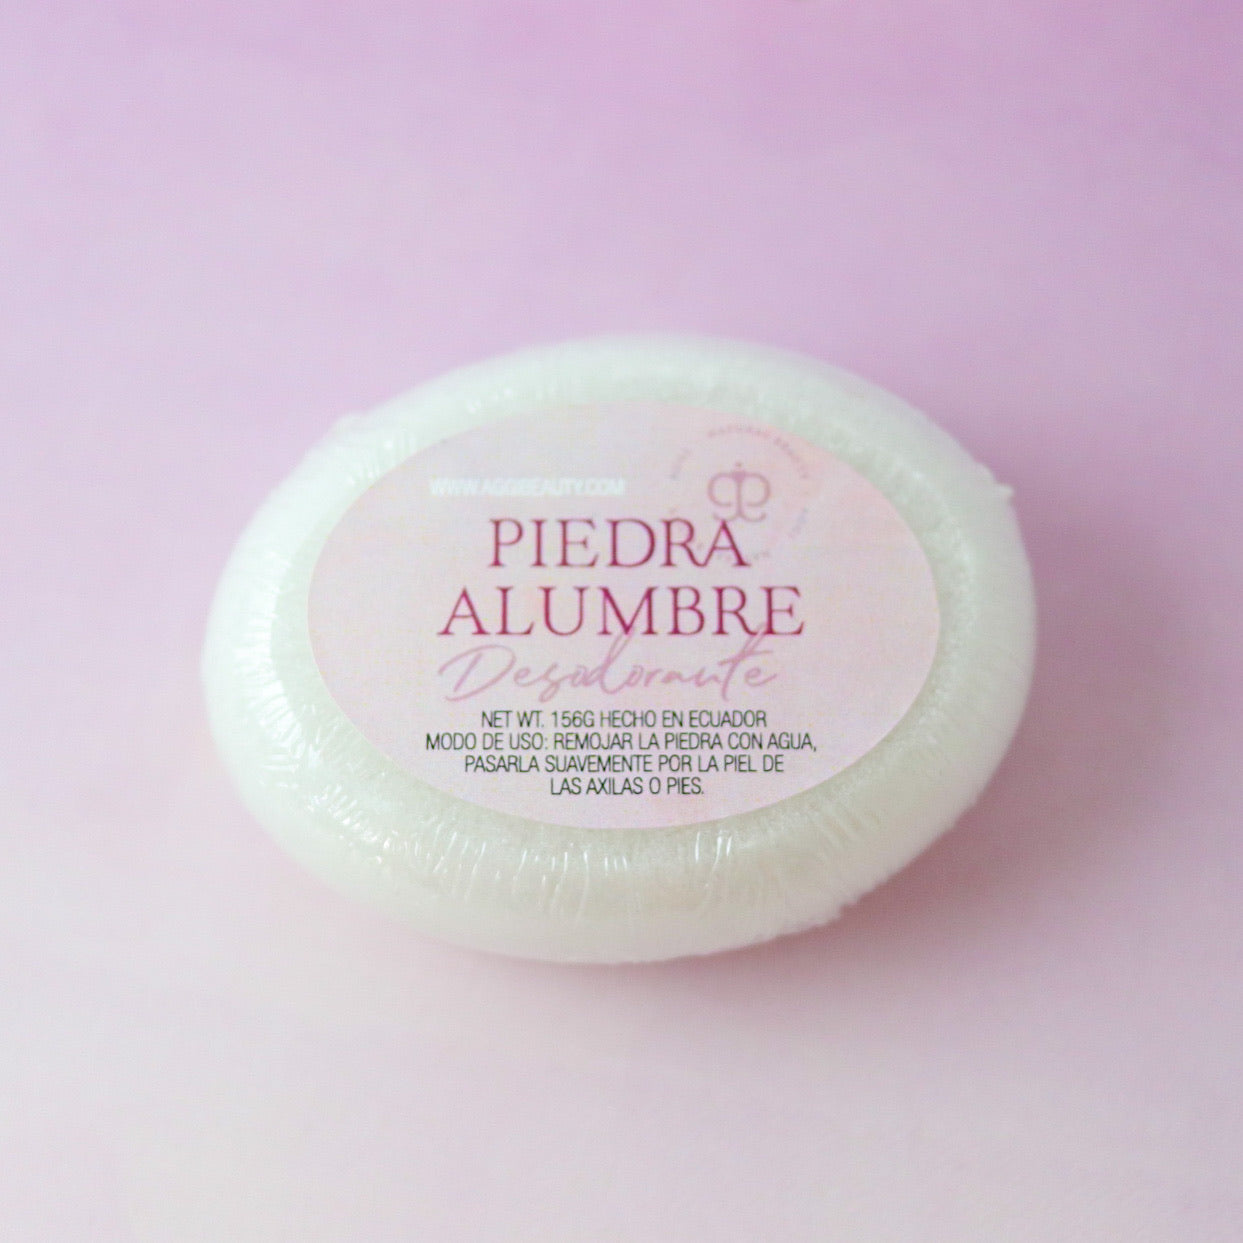 WWW.AGGIBEAUTY.COM
PIEDRA
ALUMBRE
Desodorante
NET WT. 156G HECHO EN ECUADOR
MODO DE USO: REMOJAR LA PIEDRA CON AGUA,
PASARLA SUAVEMENTE POR LA PIEL DE
LAS AXILAS O PIES.